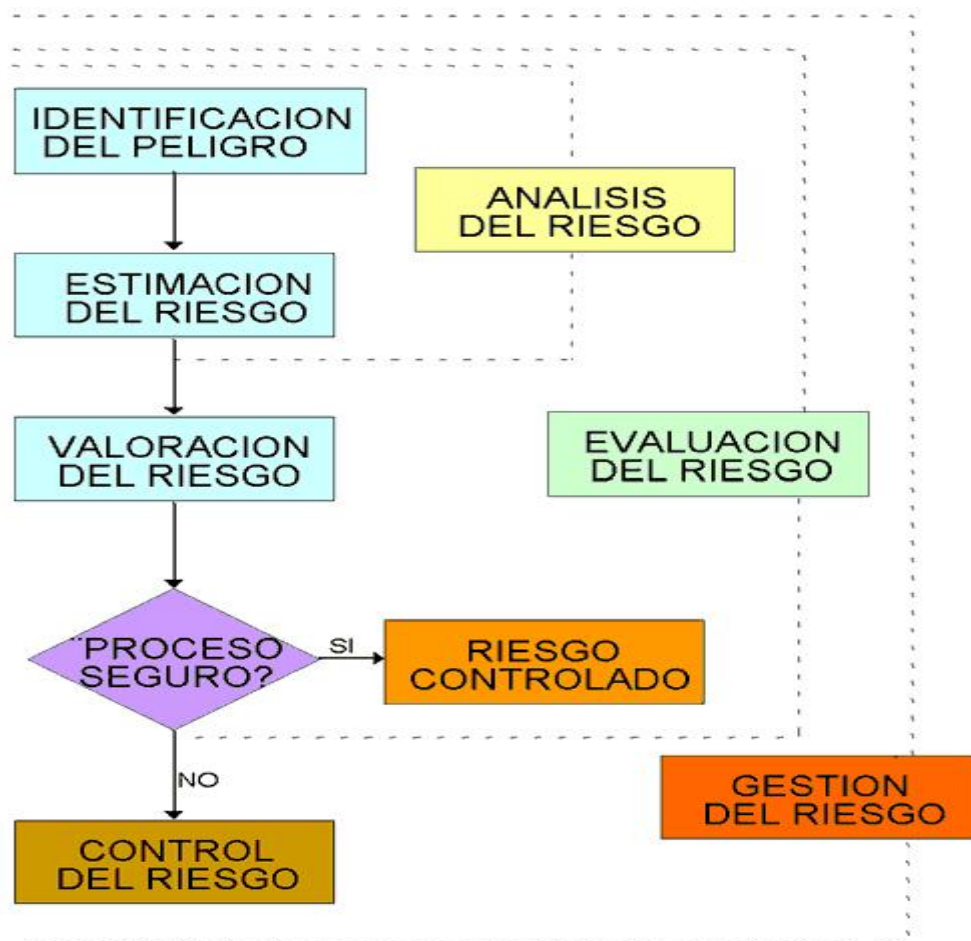 IDENTIFICACION
DEL PELIGRO
ANALISIS
DEL RIESGO
ESTIMACION
DEL RIESGO
VALORACION
DEL RIESGO
EVALUACION
DEL RIESGO
¨PROCESO
SEGURO?
SI
RIESGO
CONTROLADO
NO
GESTION
DEL RIESGO
CONTROL
DEL RIESGO